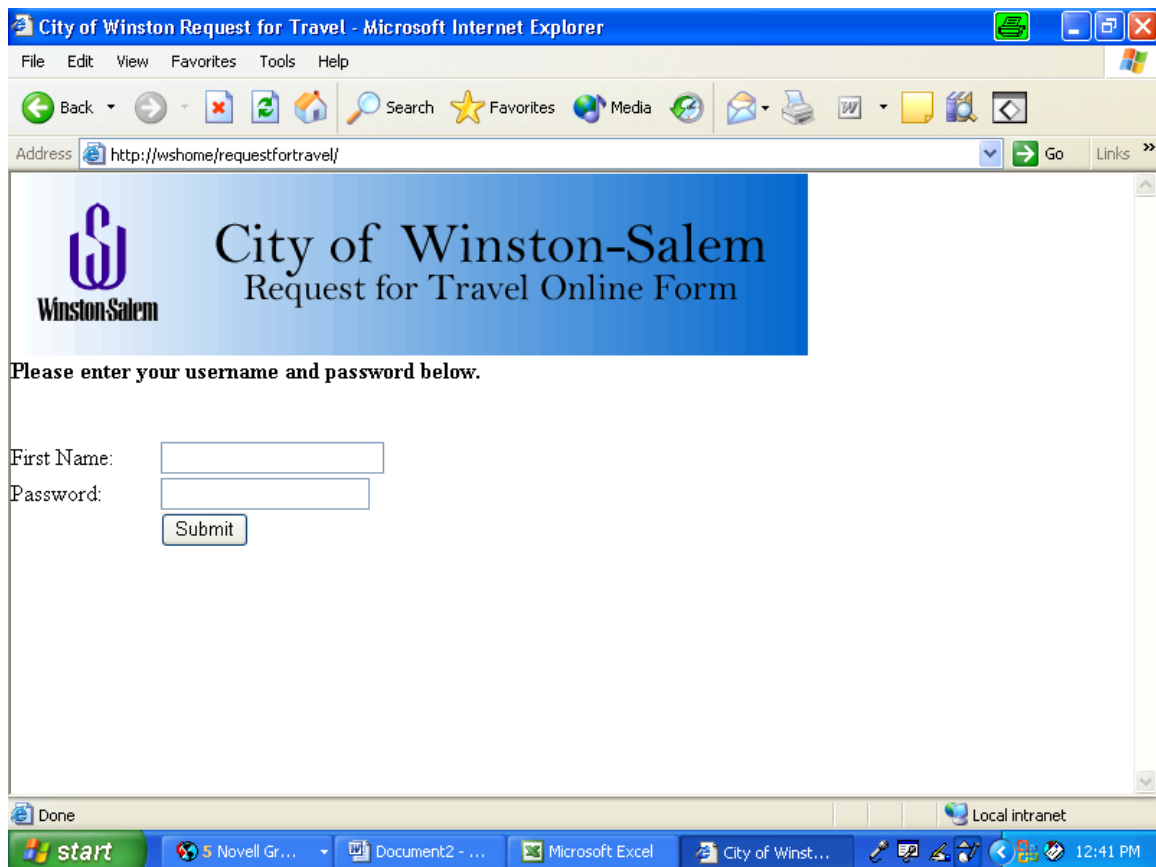 City of Winston Request for Travel - Microsoft Internet Explorer
File Edit View Favorites Tools Help
Back Search Favorites Media W
Address http://wshome/requestfortravel/ Go Links »
Winston-Salem
City of Winston-Salem
Request for Travel Online Form
Please enter your username and password below.
First Name:
Password:
Submit
Done Local intranet
start 5 Novell Gr... Document2 - ... Microsoft Excel City of Winst... 12:41 PM